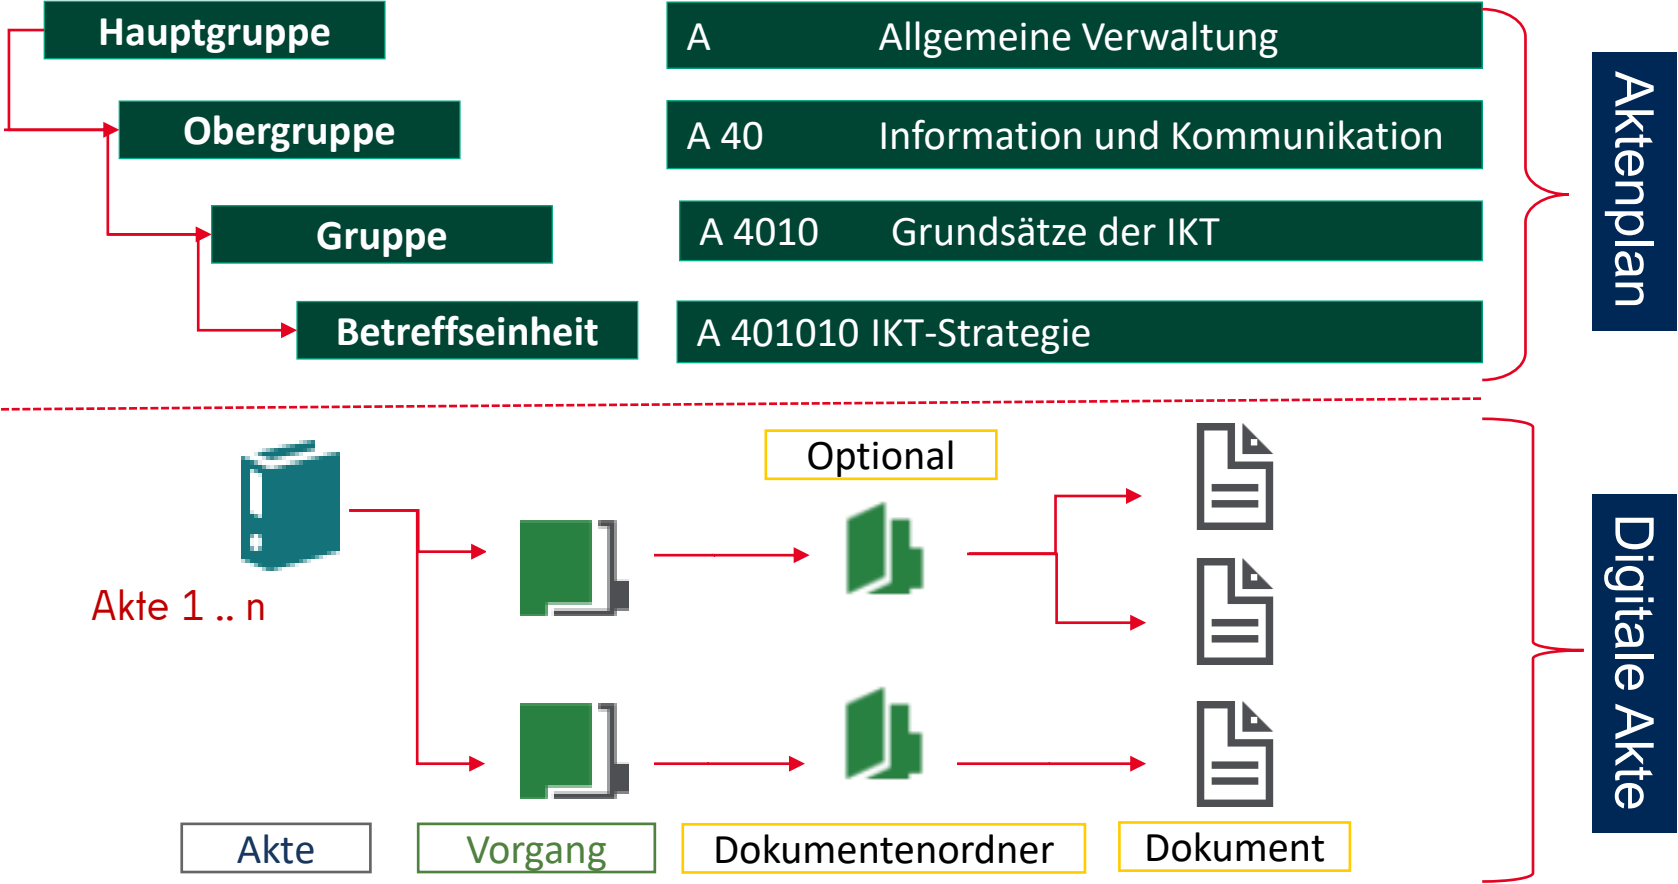 Hauptgruppe
A Allgemeine Verwaltung
Obergruppe
A 40 Information und Kommunikation
Gruppe
A 4010 Grundsätze der IKT
Betreffseinheit
A 401010 IKT-Strategie
Aktenplan
Optional
Akte 1 .. n
Digitale Akte
Akte
Vorgang
Dokumentenordner
Dokument